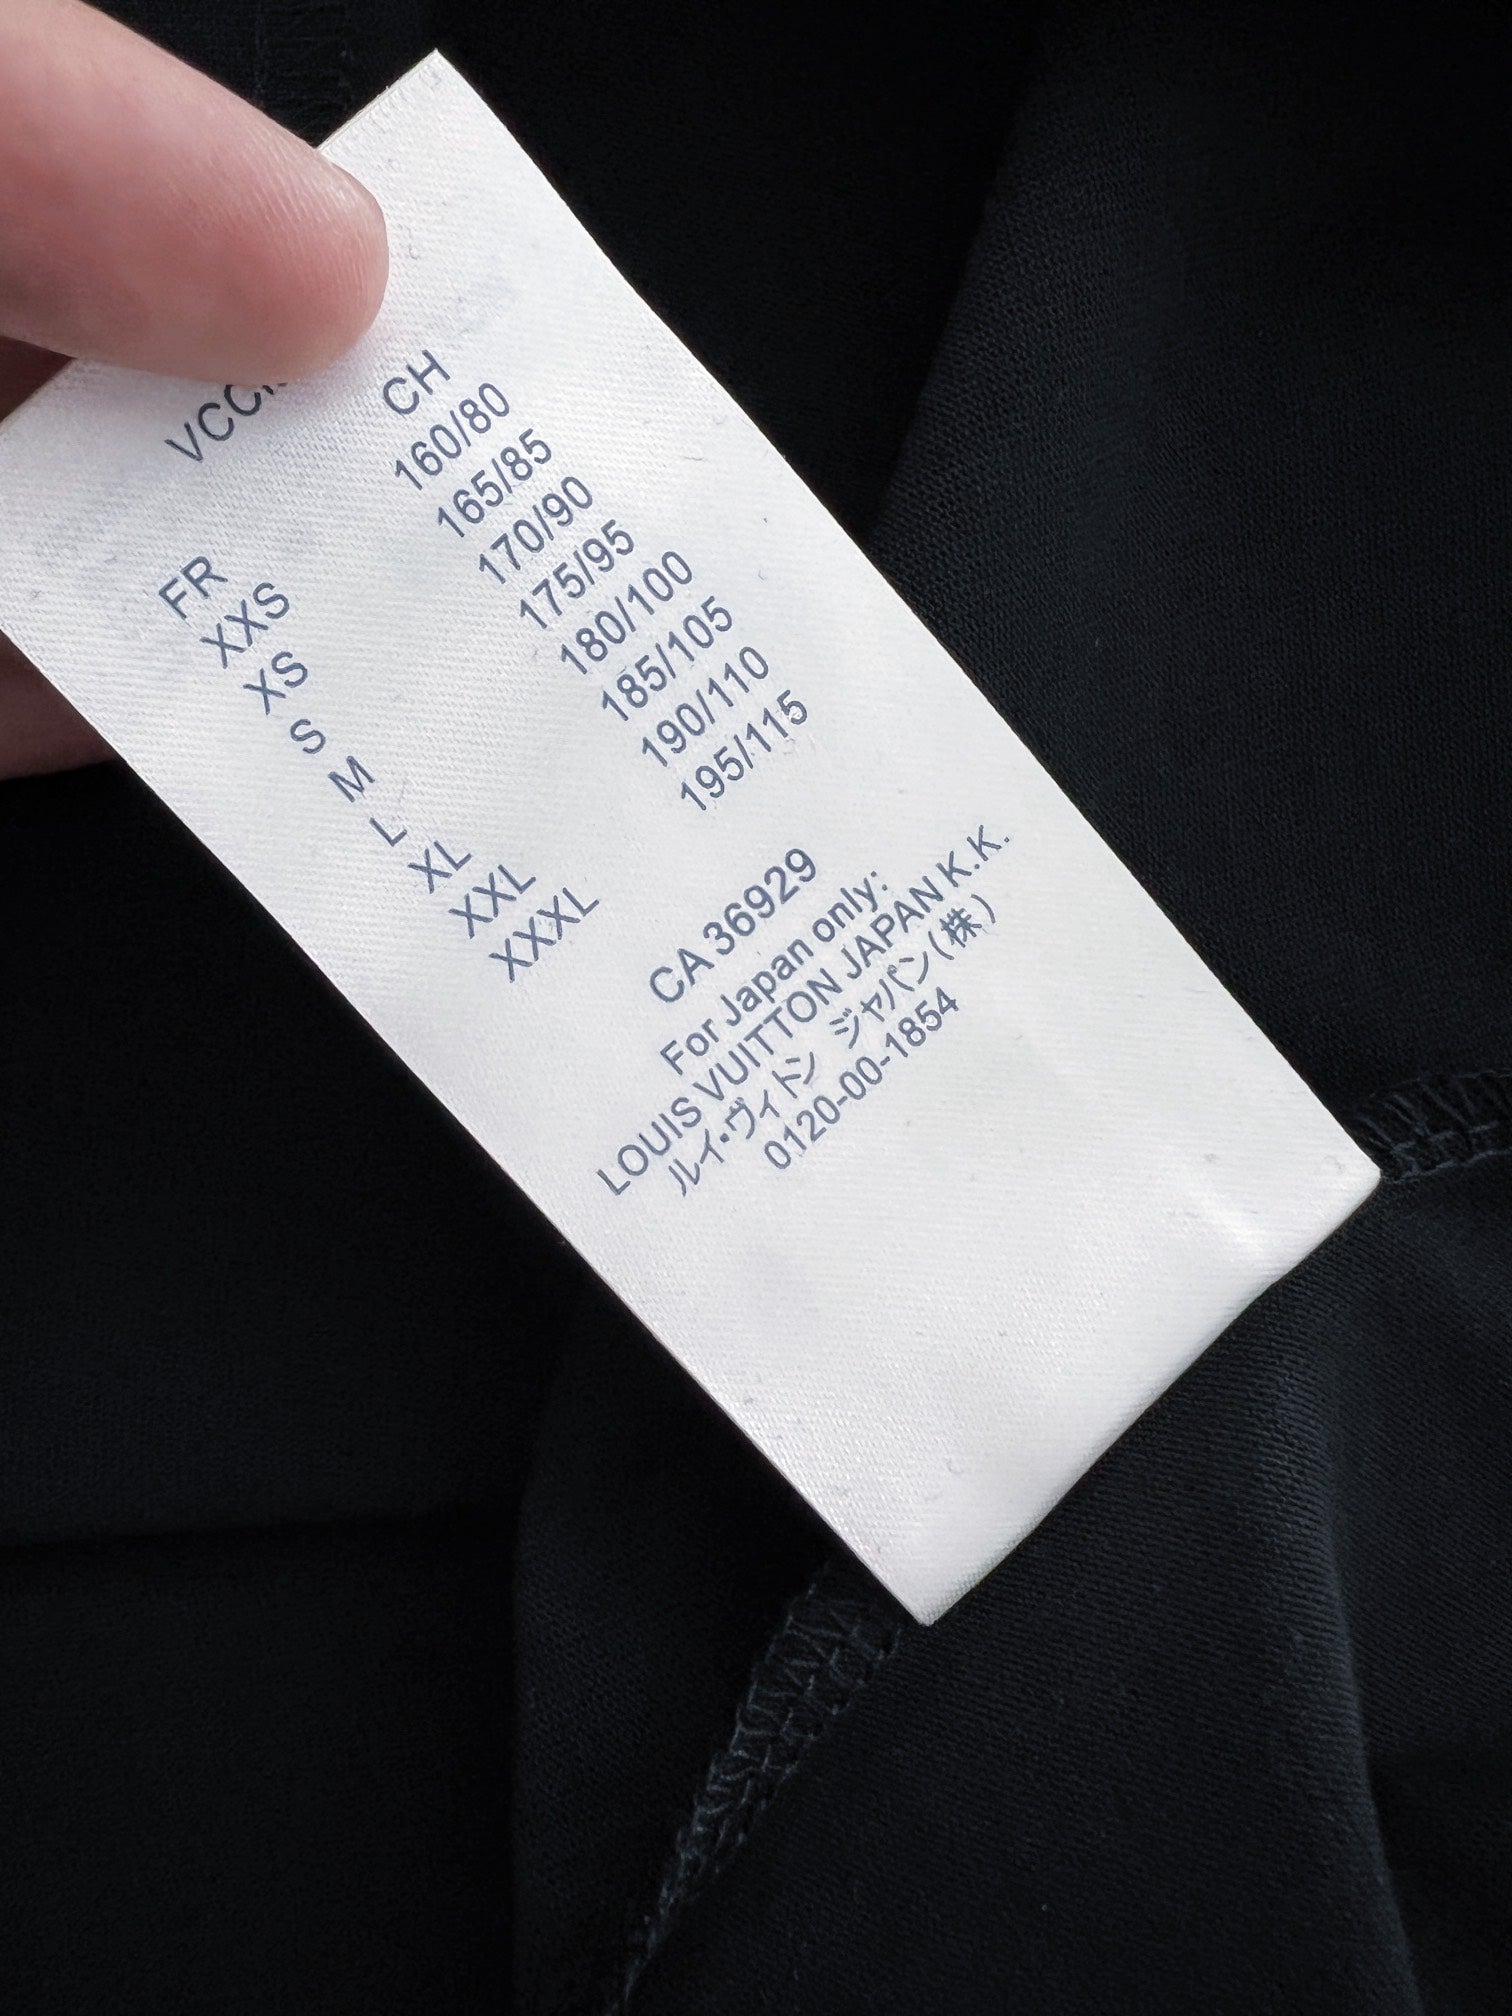 FR CH
XXS 160/80
XS 165/85
S 170/90
M 175/95
L 180/100
XL 185/105
XXL 190/110
XXXL 195/115
CA 36929
For Japan only:
LOUIS VUITTON JAPAN K.K.
ルイ・ヴィトン ジャパン(株)
0120-00-1854